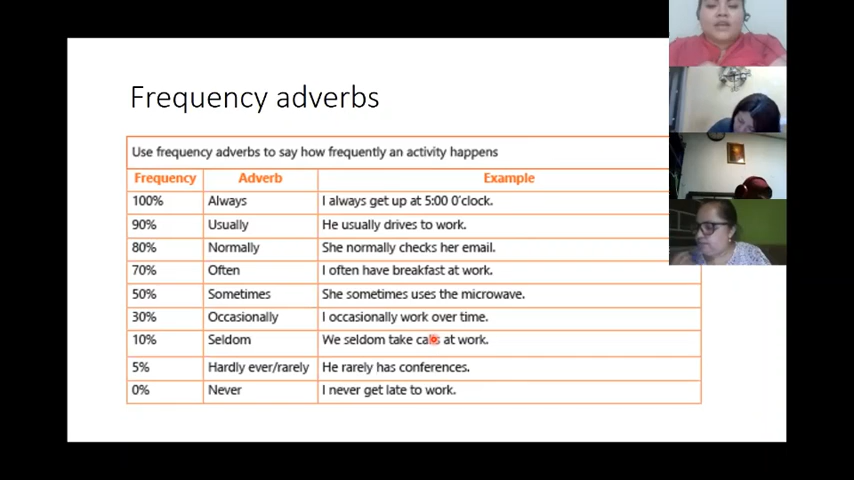 Frequency adverbs
Use frequency adverbs to say how frequently an activity happens
Frequency Adverb Example
100% Always I always get up at 5:00 0'clock.
90% Usually He usually drives to work.
80% Normally She normally checks her email.
70% Often I often have breakfast at work.
50% Sometimes She sometimes uses the microwave.
30% Occasionally I occasionally work over time.
10% Seldom We seldom take at work.
5% Hardly ever/rarely He rarely has conferences.
0% Never I never get late to work.